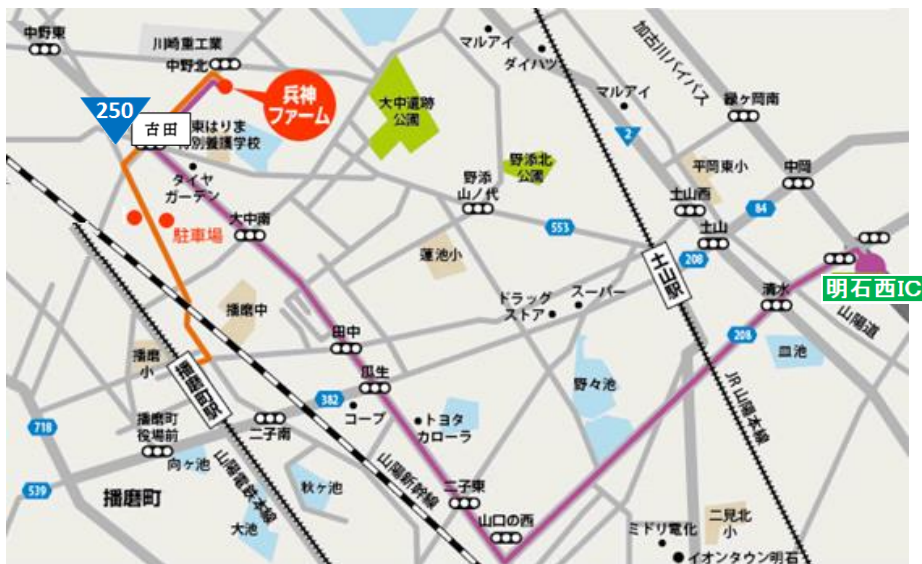 中野東
川崎重工業
中野北
マルアイ
ダイハツ
加古川バイパス
兵神
ファーム
大中遺跡
公園
マルアイ
緑ヶ岡南
250
古田
2
東はりま
特別養護学校
野添北
公園
平岡東小
中岡
ダイヤ
ガーデン
野添
山ノ代
土山西
84
大中南
553
土山
駐車場
蓮池小
土山駅
208
明石西IC
清水
ドラッグ
ストア
スーパー
山陽道
播磨中
田中
208
皿池
播磨
小
播磨町駅
瓜生
野々池
JR山陽本線
382
コープ
トヨタ
カローラ
718
播磨町
役場前
二子南
向ヶ池
山陽電鉄本線
山陽新幹線
539
播磨町
秋ヶ池
二子東
大池
山口の西
ミドリ電化
二見北
小
イオンタウン明石